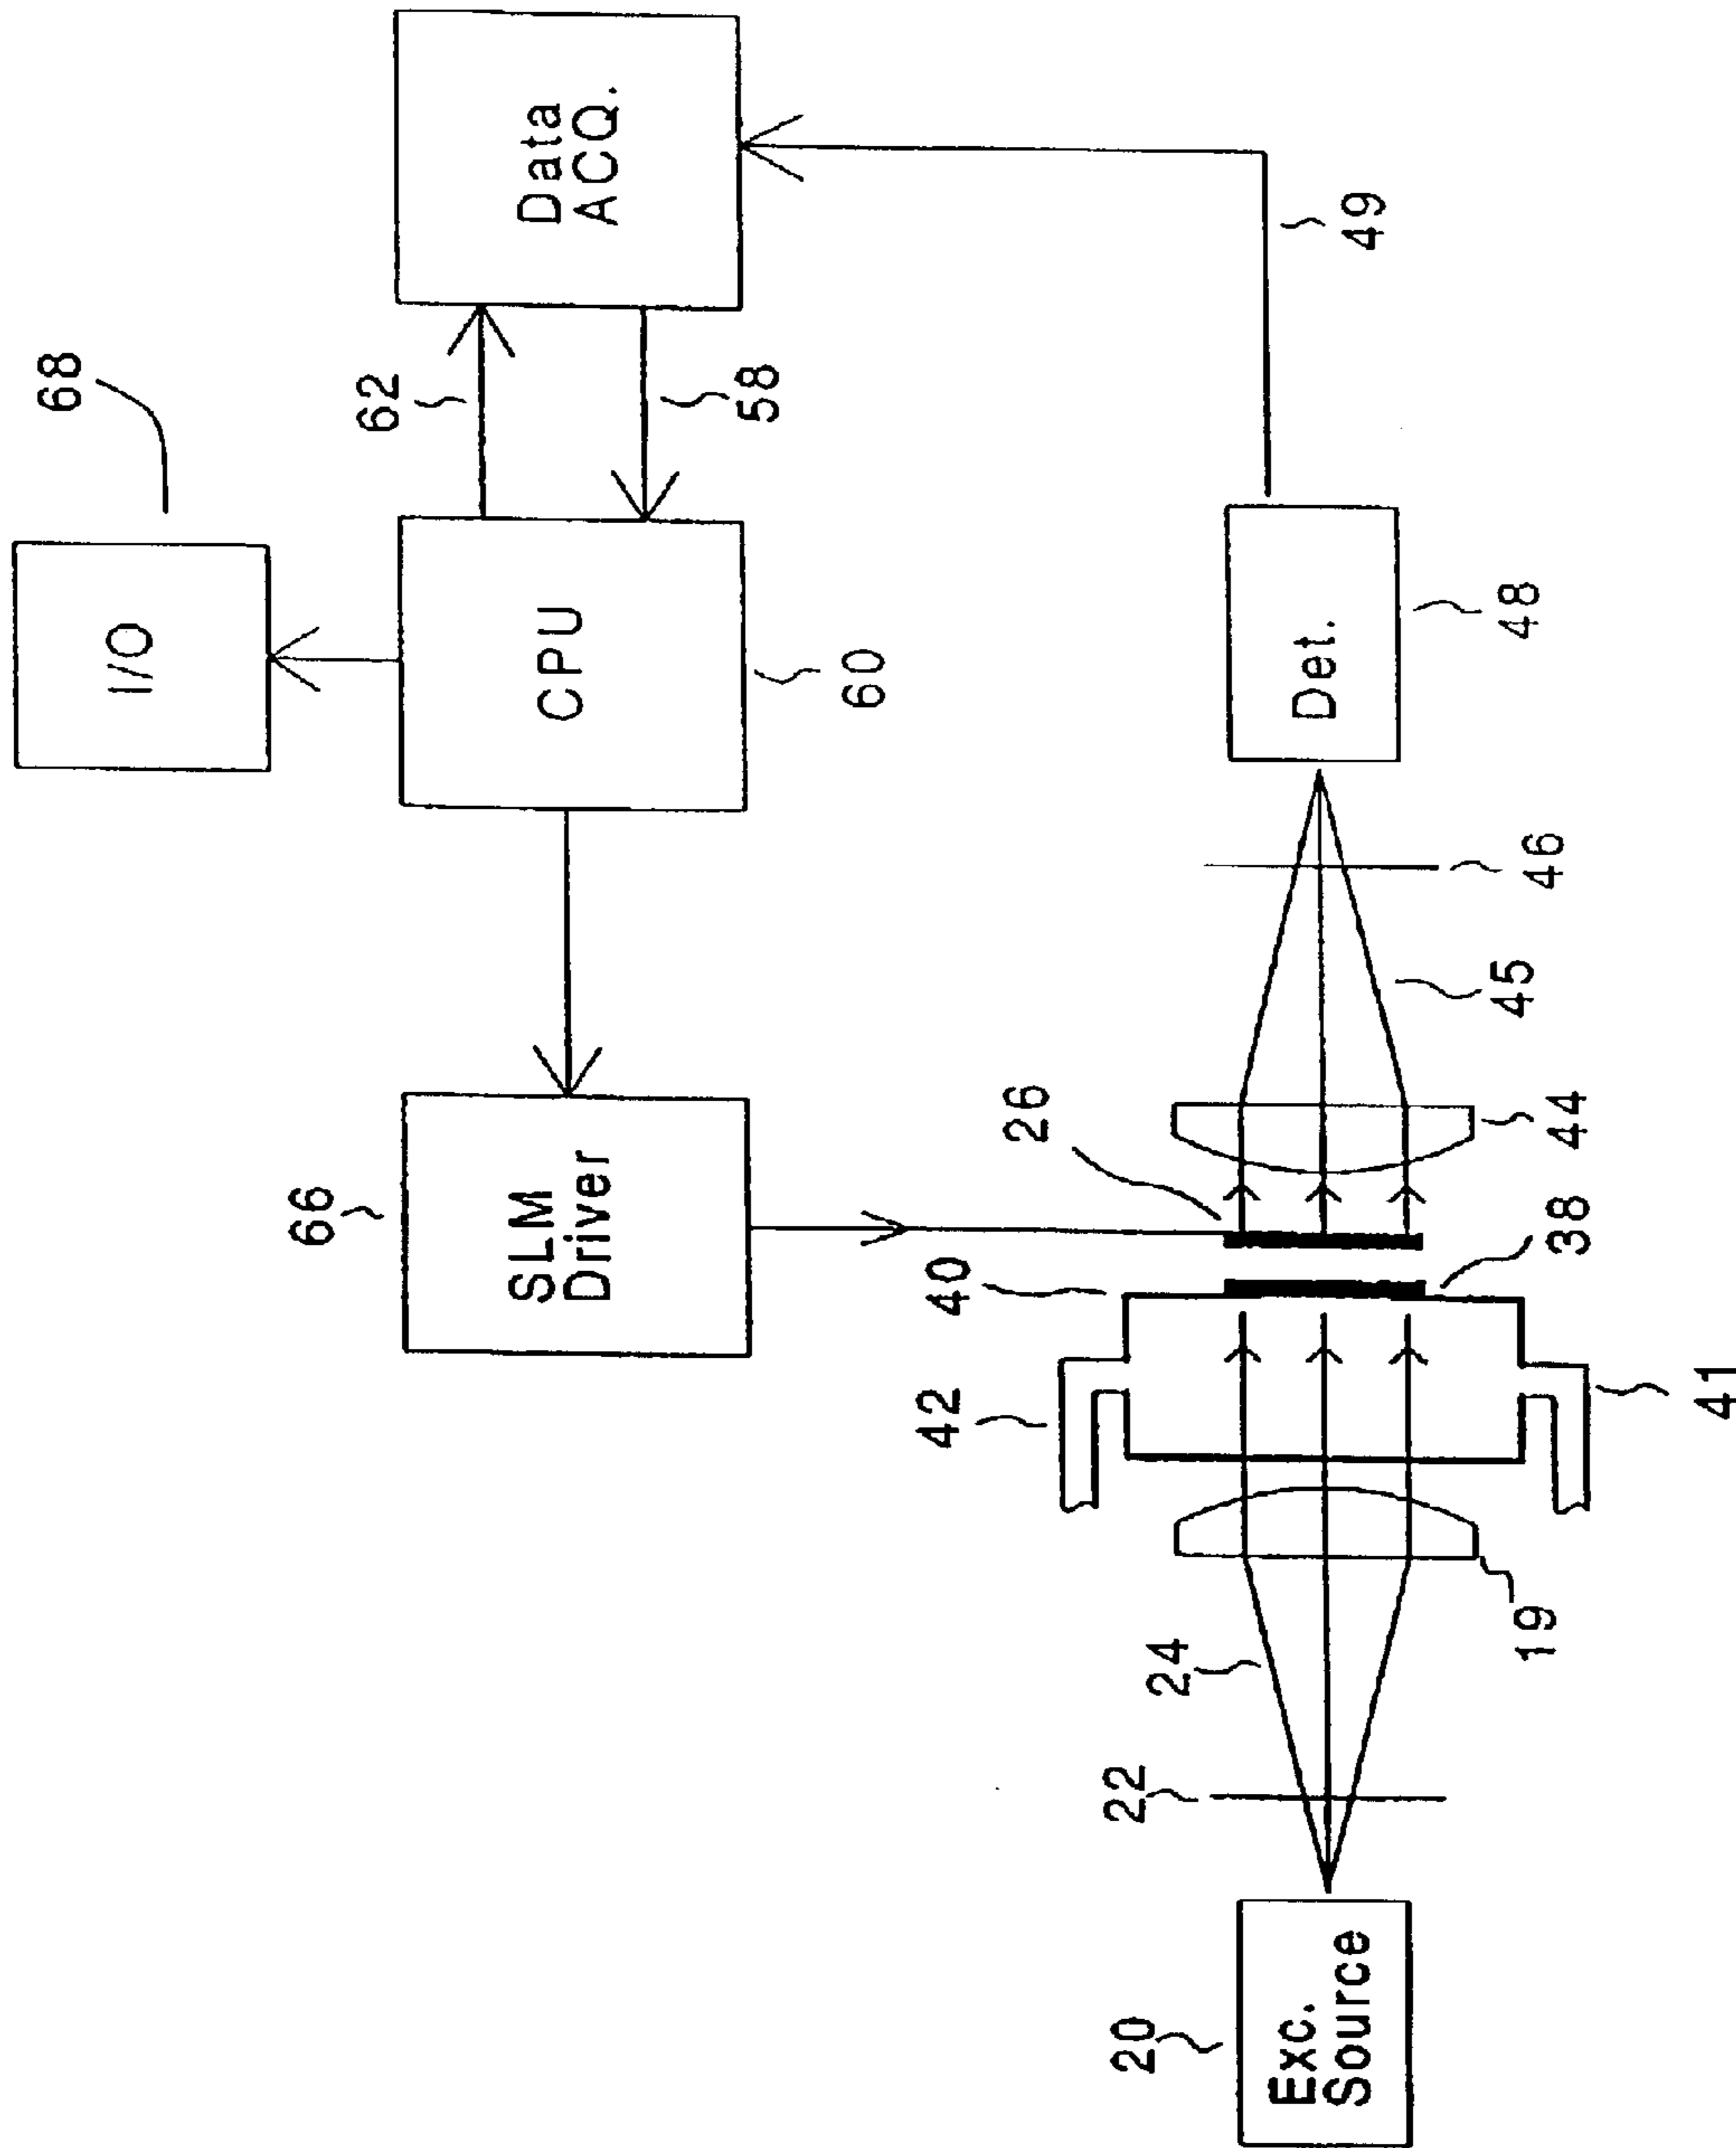 68
I/O
62
58
Data
ACQ.
CPU
60
66
SLM
Driver
49
20
Exc.
Source
22
24
19
42
41
40
38
26
44
45
46
Det.
48